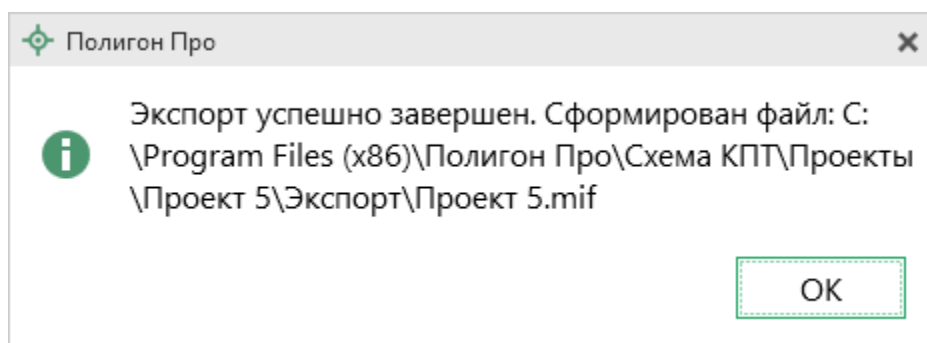 Полигон Про
Экспорт успешно завершен. Сформирован файл: C:
\Program Files (x86)\Полигон Про\Схема КПТ\Проекты
\Проект 5\Экспорт\Проект 5.mif
ОК